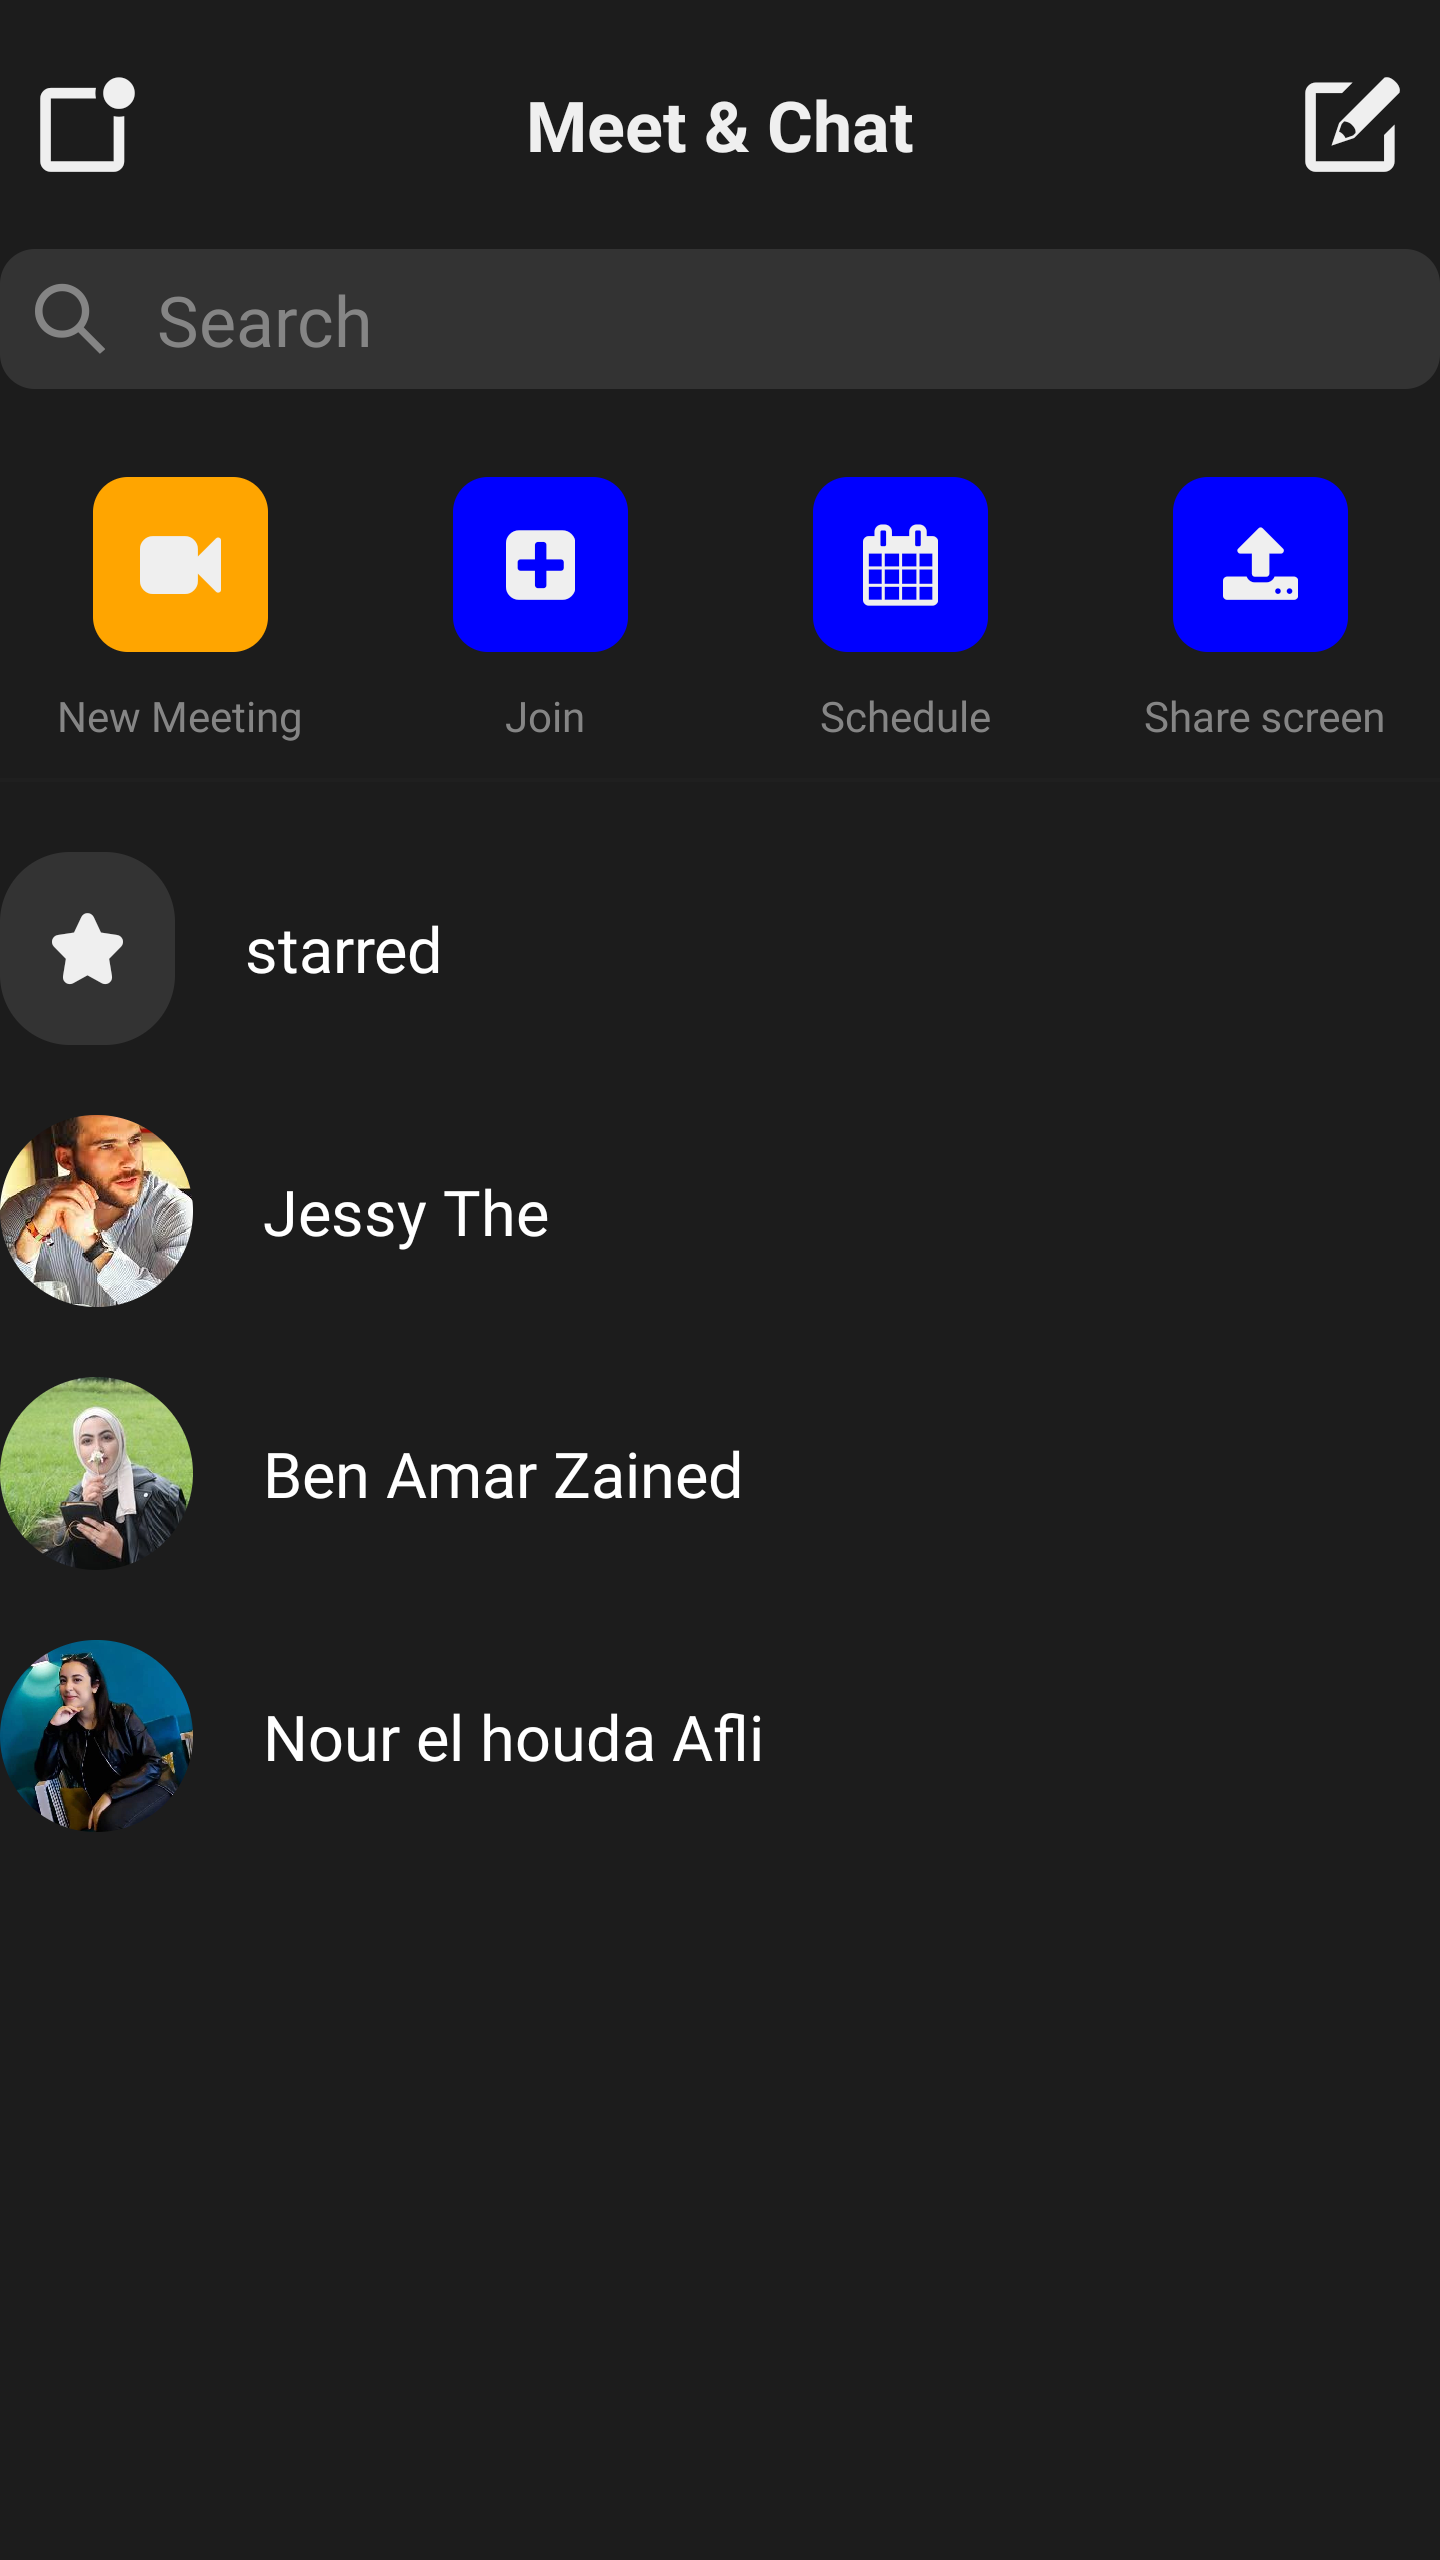 Meet & Chat
Search
New Meeting
Join
Schedule
Share screen
starred
Jessy The
Ben Amar Zained
Nour el houda Afli